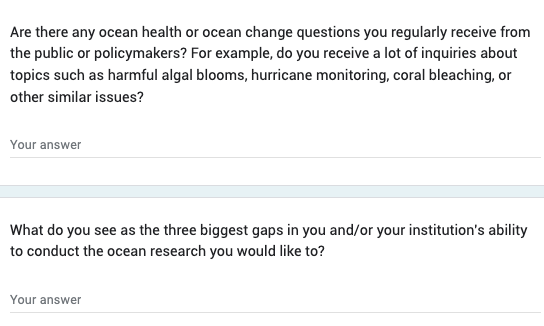 Are there any ocean health or ocean change questions you regularly receive from
the public or policymakers? For example, do you receive a lot of inquiries about
topics such as harmful algal blooms, hurricane monitoring, coral bleaching, or
other similar issues?
Your answer
What do you see as the three biggest gaps in you and/or your institution's ability
to conduct the ocean research you would like to?
Your answer